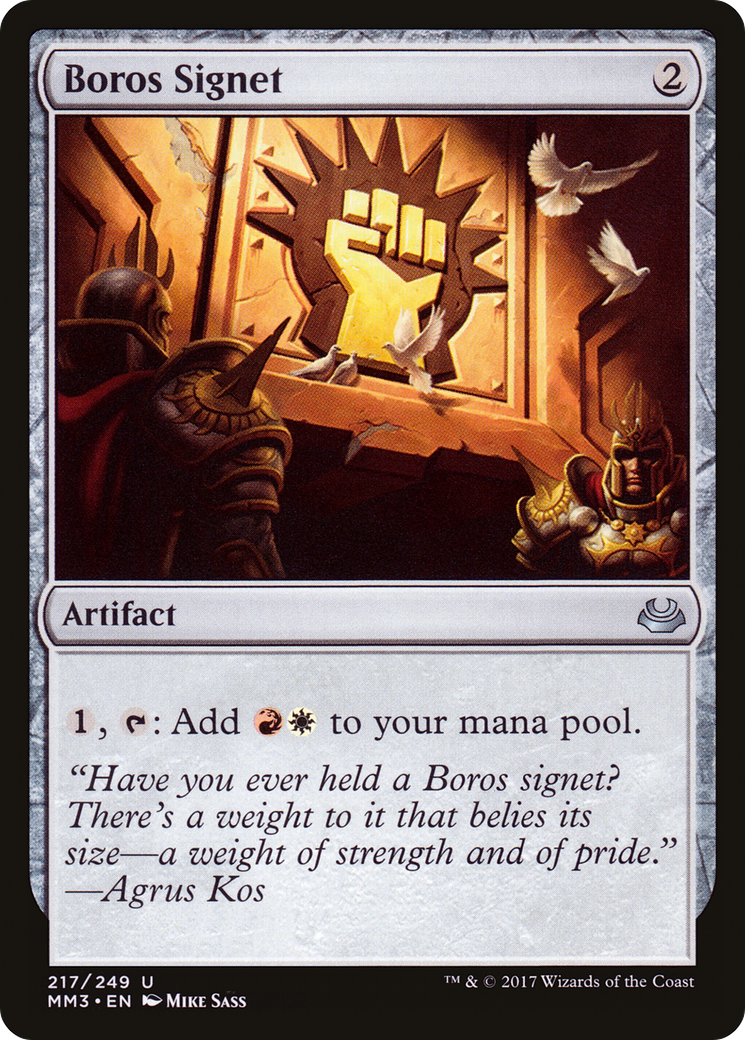 Boros Signet 2
Artifact
1, : Add to your mana pool.
“Have you ever held a Boros signet?
There’s a weight to it that belies its
size—a weight of strength and of pride.”
—Agrus Kos
217/249 U
MM3 • EN Mike Sass
™ & © 2017 Wizards of the Coast